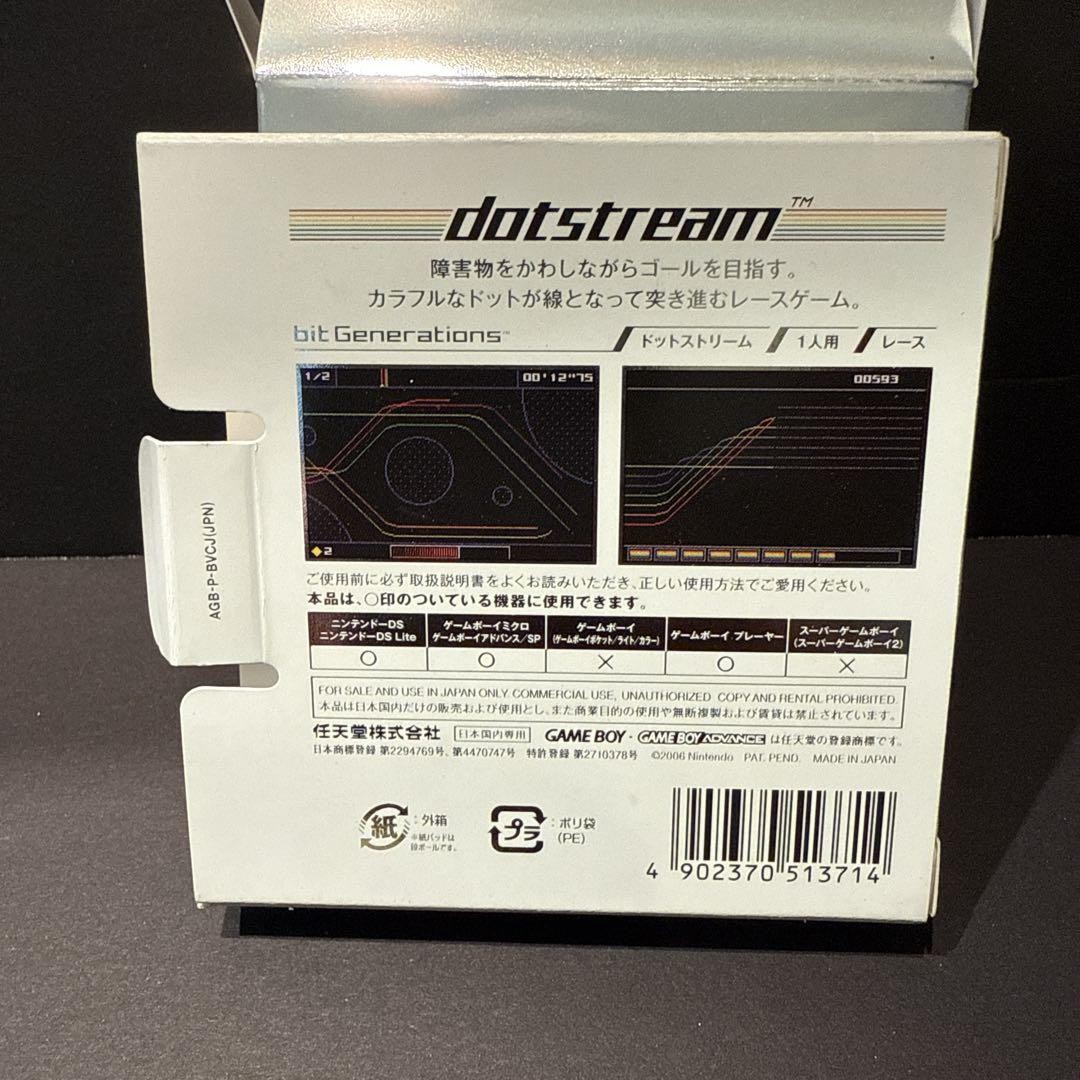 dotstream™
障害物をかわしながらゴールを目指す。
カラフルなドットが線となって突き進むレースゲーム。
bit Generations™ ドットストリーム 1人用 レース
1/2 00'12"75
00593
2
ご使用前に必ず取扱説明書をよくお読みいただき、正しい使用方法でご愛用ください。
本品は、○印のついている機器に使用できます。
ニンテンドーDS
ニンテンドーDS Lite
ゲームボーイミクロ
ゲームボーイアドバンス/SP
ゲームボーイ
(ゲームボーイポケット/ライト/カラー)
ゲームボーイ プレーヤー
スーパーゲームボーイ
(スーパーゲームボーイ2)
○ ○ × ○ ×
FOR SALE AND USE IN JAPAN ONLY. COMMERCIAL USE, UNAUTHORIZED COPY AND RENTAL PROHIBITED.
本品は日本国内だけの販売および使用とし、また商業目的の使用や無断複製および賃貸は禁止されています。
任天堂株式会社 日本国内専用 GAME BOY・GAME BOY ADVANCE は任天堂の登録商標です。
日本商標登録 第2294769号、第4470747号 特許登録 第2710378号 ©2006 Nintendo PAT. PEND. MADE IN JAPAN
紙 :外箱
※紙パッドは
段ボールです。
プラ :ポリ袋
(PE)
4 902370 513714
AGB-P-BVCJ(JPN)